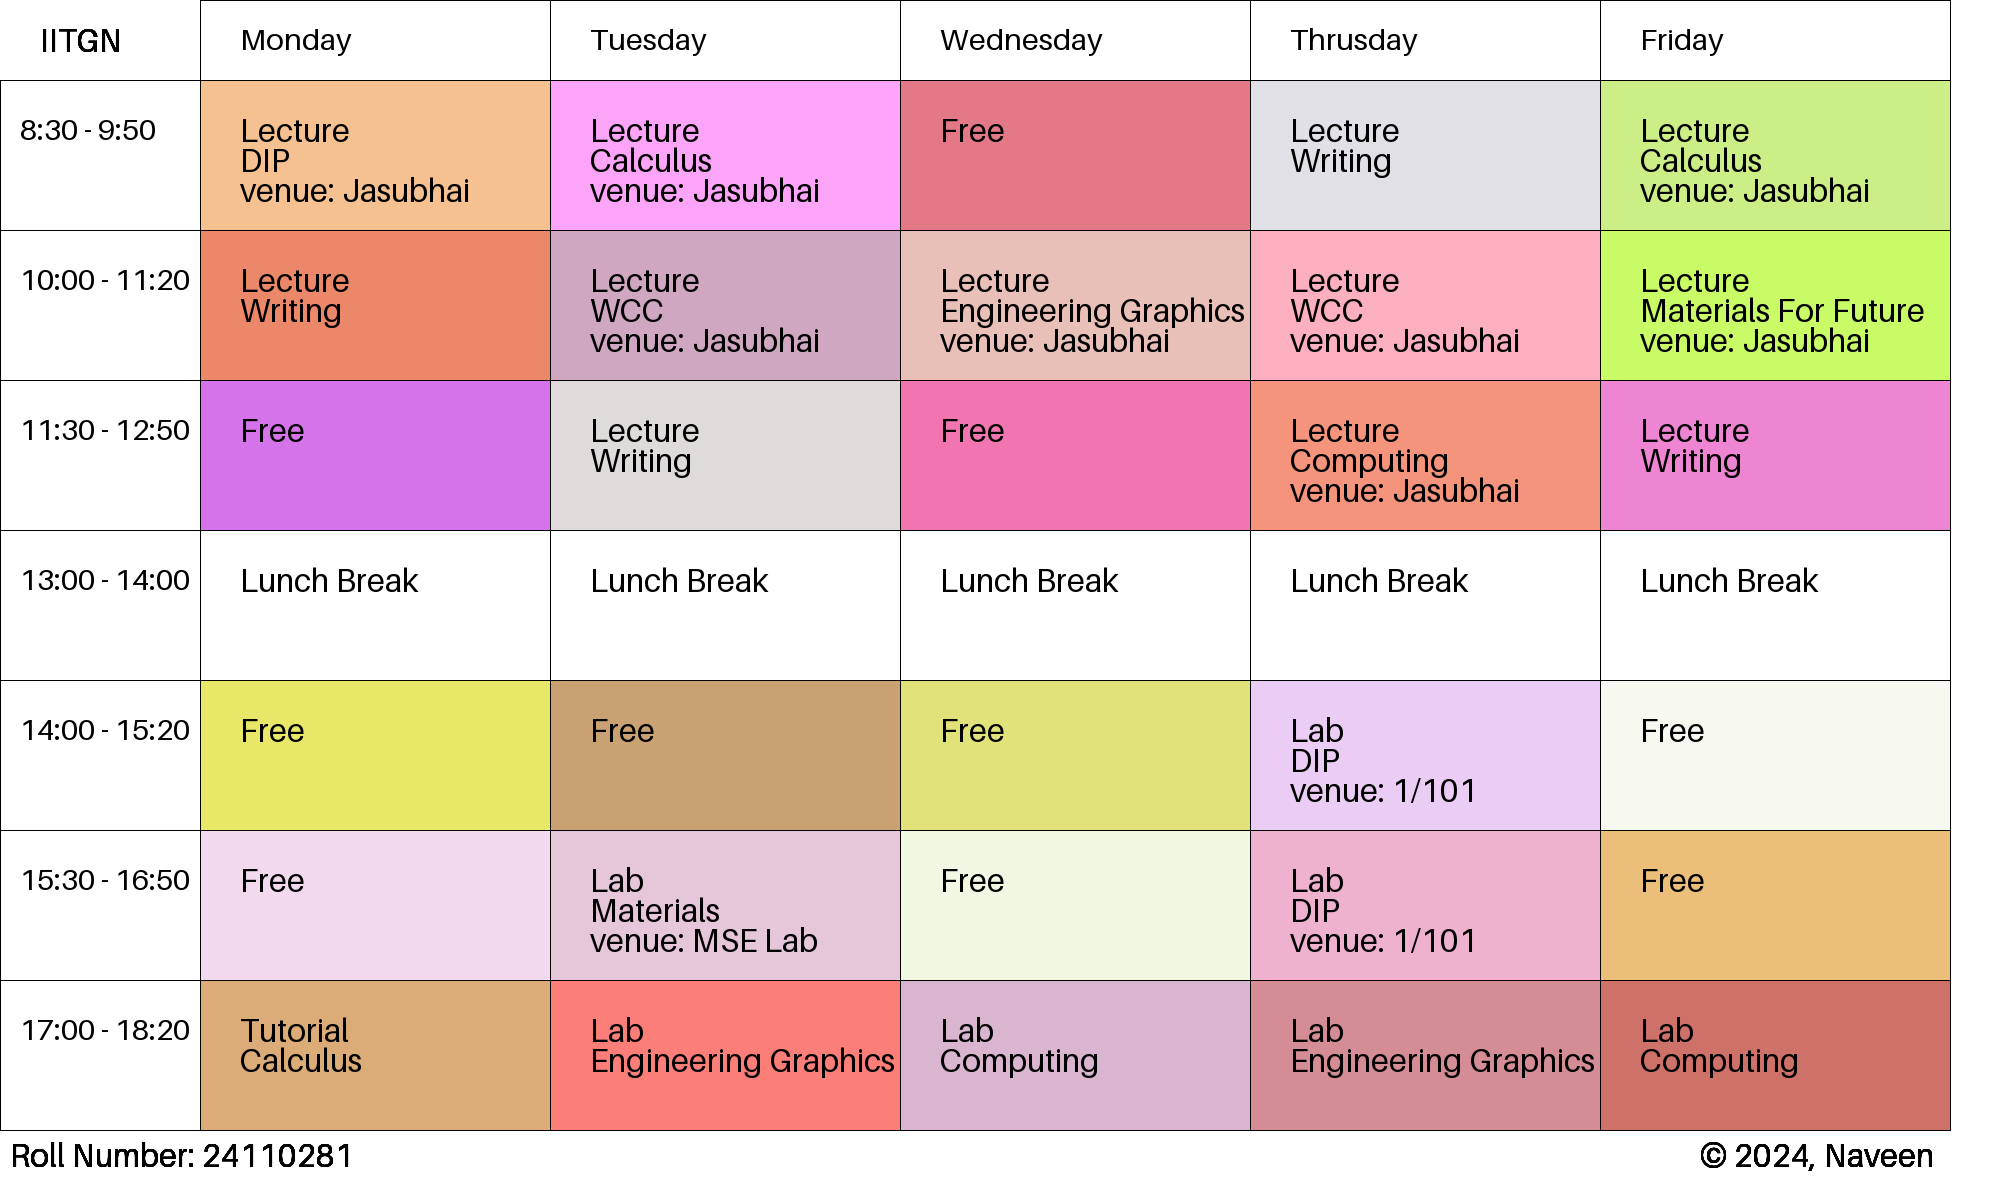 IITGN Monday Tuesday Wednesday Thrusday Friday
8:30 - 9:50
Lecture
DIP
venue: Jasubhai
Lecture
Calculus
venue: Jasubhai
Free
Lecture
Writing
Lecture
Calculus
venue: Jasubhai
10:00 - 11:20
Lecture
Writing
Lecture
WCC
venue: Jasubhai
Lecture
Engineering Graphics
venue: Jasubhai
Lecture
WCC
venue: Jasubhai
Lecture
Materials For Future
venue: Jasubhai
11:30 - 12:50
Free
Lecture
Writing
Free
Lecture
Computing
venue: Jasubhai
Lecture
Writing
13:00 - 14:00
Lunch Break
Lunch Break
Lunch Break
Lunch Break
Lunch Break
14:00 - 15:20
Free
Free
Free
Lab
DIP
venue: 1/101
Free
15:30 - 16:50
Free
Lab
Materials
venue: MSE Lab
Free
Lab
DIP
venue: 1/101
Free
17:00 - 18:20
Tutorial
Calculus
Lab
Engineering Graphics
Lab
Computing
Lab
Engineering Graphics
Lab
Computing
Roll Number: 24110281
© 2024, Naveen